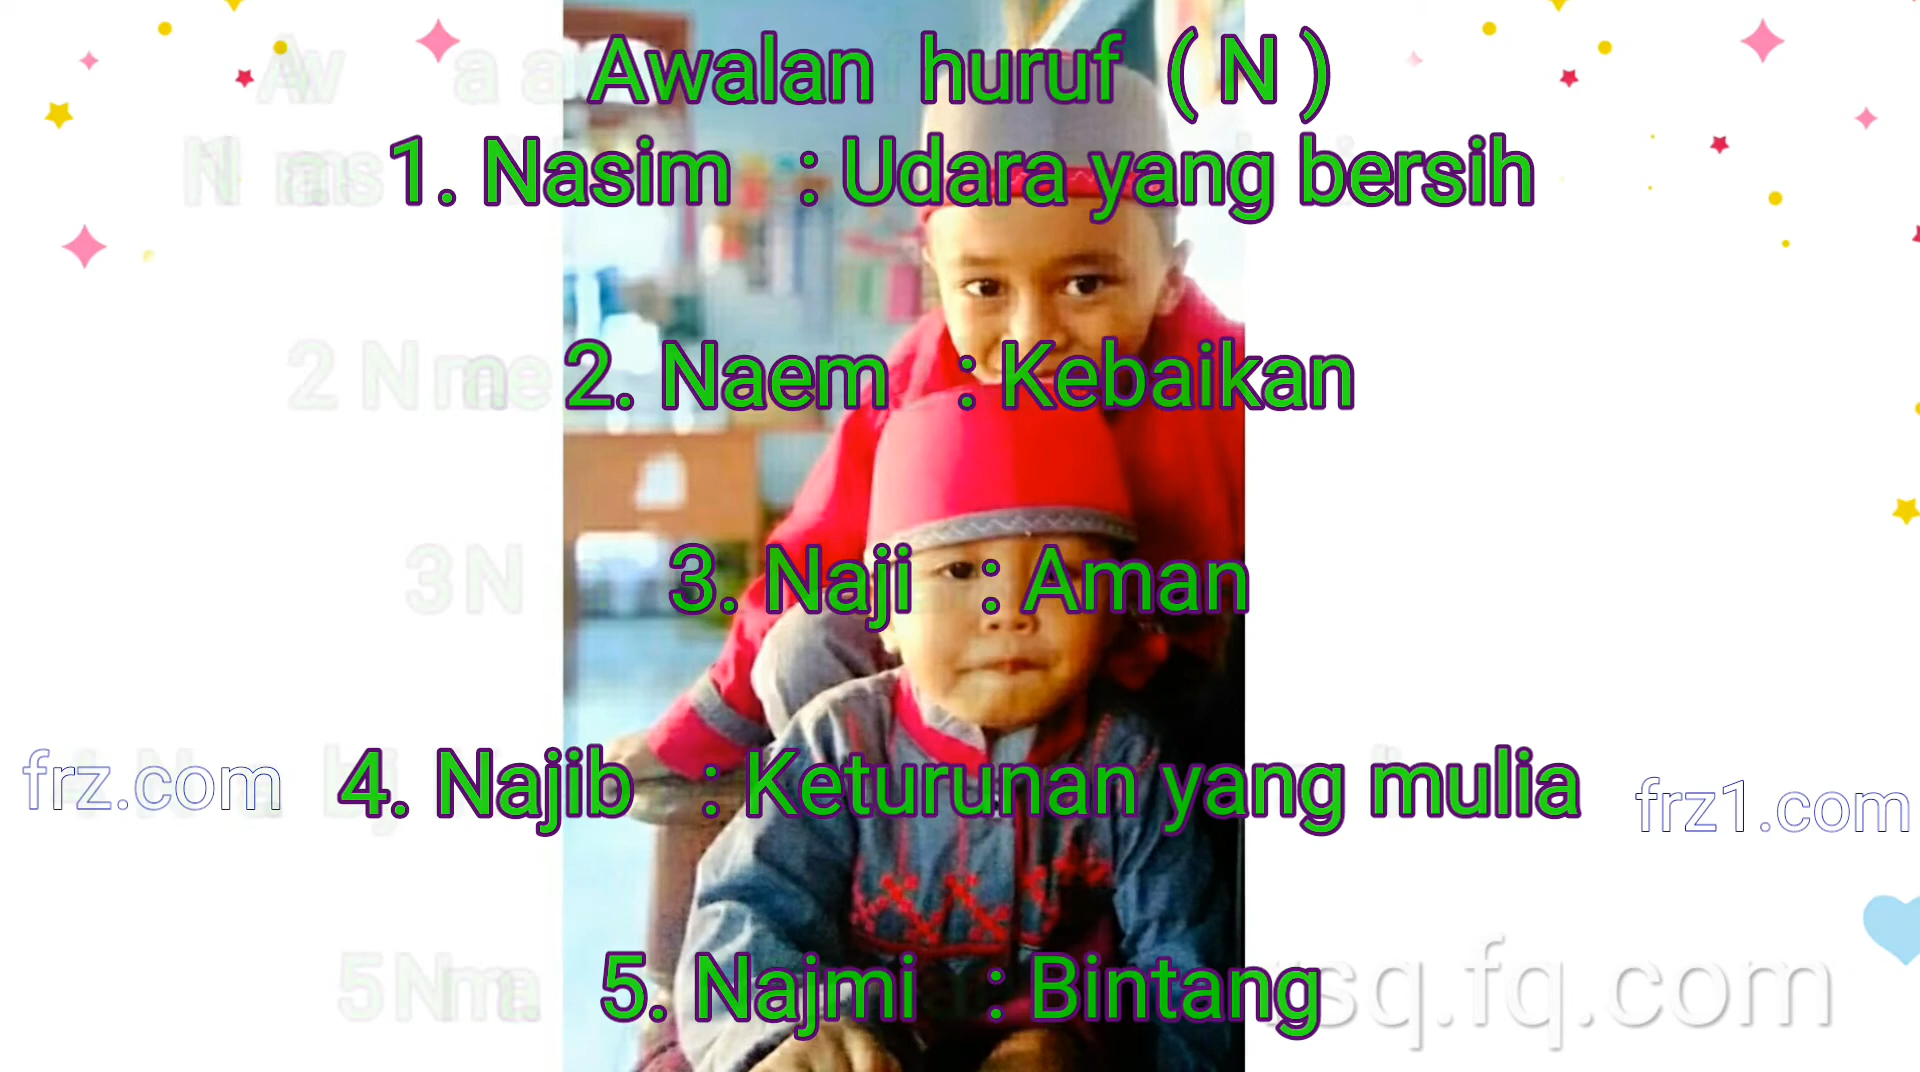 Awalan huruf ( N )
1. Nasim : Udara yang bersih
2. Naem : Kebaikan
3. Naji : Aman
4. Najib : Keturunan yang mulia
frz.com
frz1.com
5. Najmi : Bintang